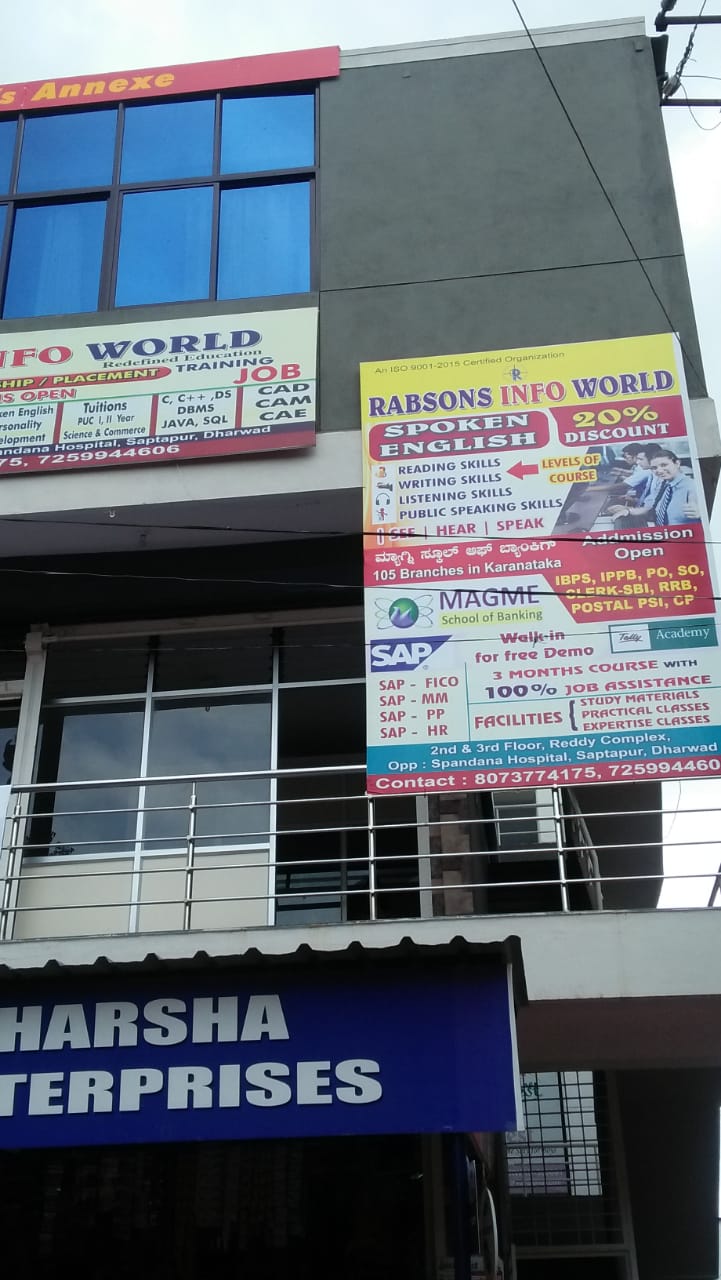 's Annexe
NFO WORLD
Redefined Education
SHIP / PLACEMENT TRAINING
JOB
NS OPEN
ken English
ersonality
elopment
Tuitions
PUC I, II Year
Science & Commerce
C, C++ ,DS
DBMS
JAVA, SQL
CAD
CAM
CAE
andana Hospital, Saptapur, Dharwad
75, 7259944606
An ISO 9001-2015 Certified Organization
R
RABSONS INFO WORLD
SPOKEN
ENGLISH
20%
DISCOUNT
READING SKILLS
WRITING SKILLS
LISTENING SKILLS
PUBLIC SPEAKING SKILLS
LEVELS OF
COURSE
SEE | HEAR | SPEAK
Addmission
Open
ಮ್ಯಾಗ್ನಿ ಸ್ಕೂಲ್ ಆಫ್ ಬ್ಯಾಂಕಿಂಗ್
105 Branches in Karanataka
IBPS, IPPB, PO, SO,
CLERK-SBI, RRB,
POSTAL PSI, CP
MAGME
School of Banking
SAP
Walk-in
for free Demo
Tally Academy
SAP - FICO
SAP - MM
SAP - PP
SAP - HR
3 MONTHS COURSE WITH
100% JOB ASSISTANCE
FACILITIES
STUDY MATERIALS
PRACTICAL CLASSES
EXPERTISE CLASSES
2nd & 3rd Floor, Reddy Complex,
Opp : Spandana Hospital, Saptapur, Dharwad
Contact : 8073774175, 725994460
HARSHA
TERPRISES